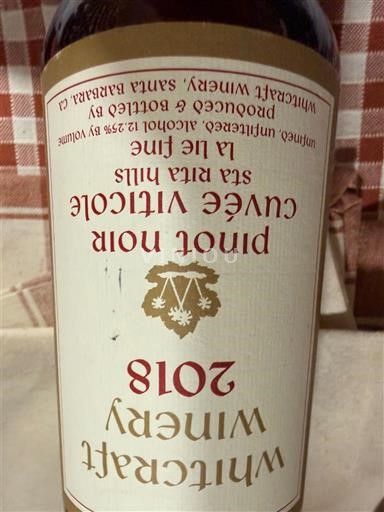 whitcraft
winery
2018
pinot noir
cuvée viticole
sta rita hills
la lie fine
unfined, unfiltered, alcohol 12.25% by volume
produced & bottled by
whitcraft winery, santa barbara, ca